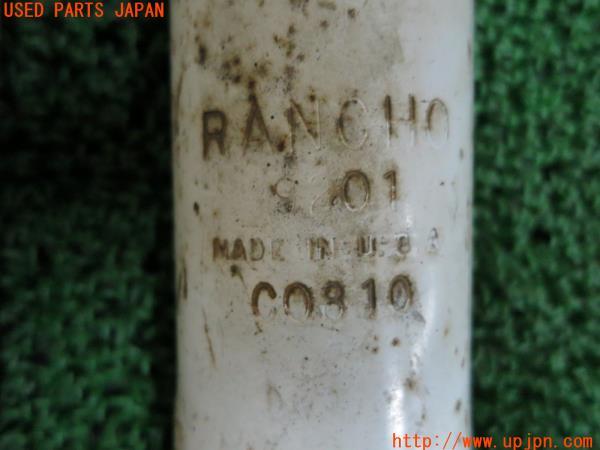 USED PARTS JAPAN
RANCHO
MADE IN U.S.A
C0810
http://www.upjpn.com/